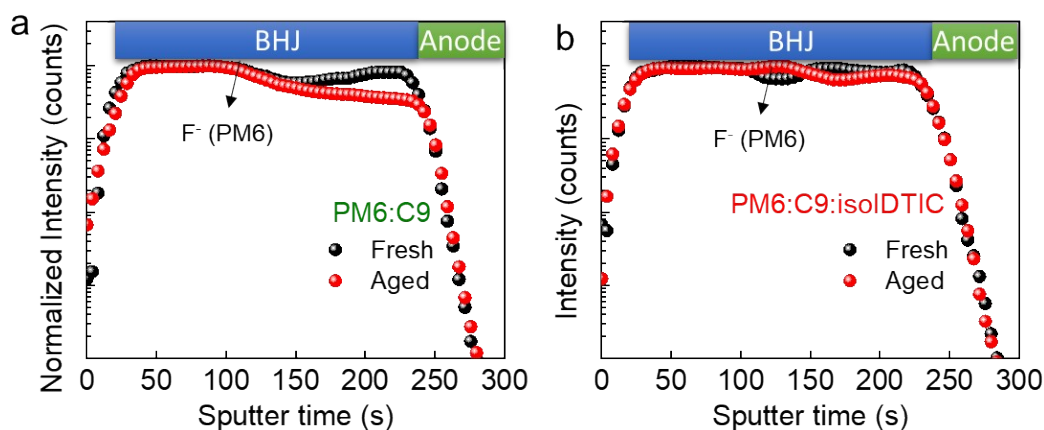 a
BHJ
Anode
Normalized Intensity (counts)
F- (PM6)
PM6:C9
Fresh
Aged
0 50 100 150 200 250 300
Sputter time (s)
b
BHJ
Anode
Intensity (counts)
F- (PM6)
PM6:C9:isoIDTIC
Fresh
Aged
0 50 100 150 200 250 300
Sputter time (s)